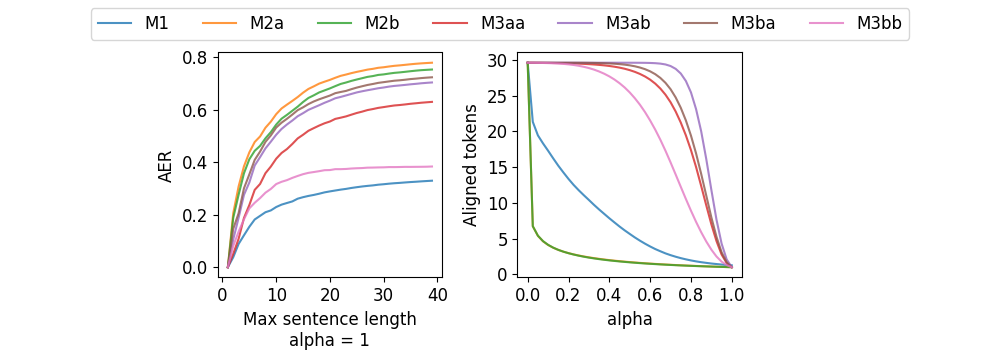 M1 M2a M2b M3aa M3ab M3ba M3bb
0.8
0.6
0.4
0.2
0.0
AER
0 10 20 30 40
Max sentence length
alpha = 1
30
25
20
15
10
5
0
Aligned tokens
0.0 0.2 0.4 0.6 0.8 1.0
alpha